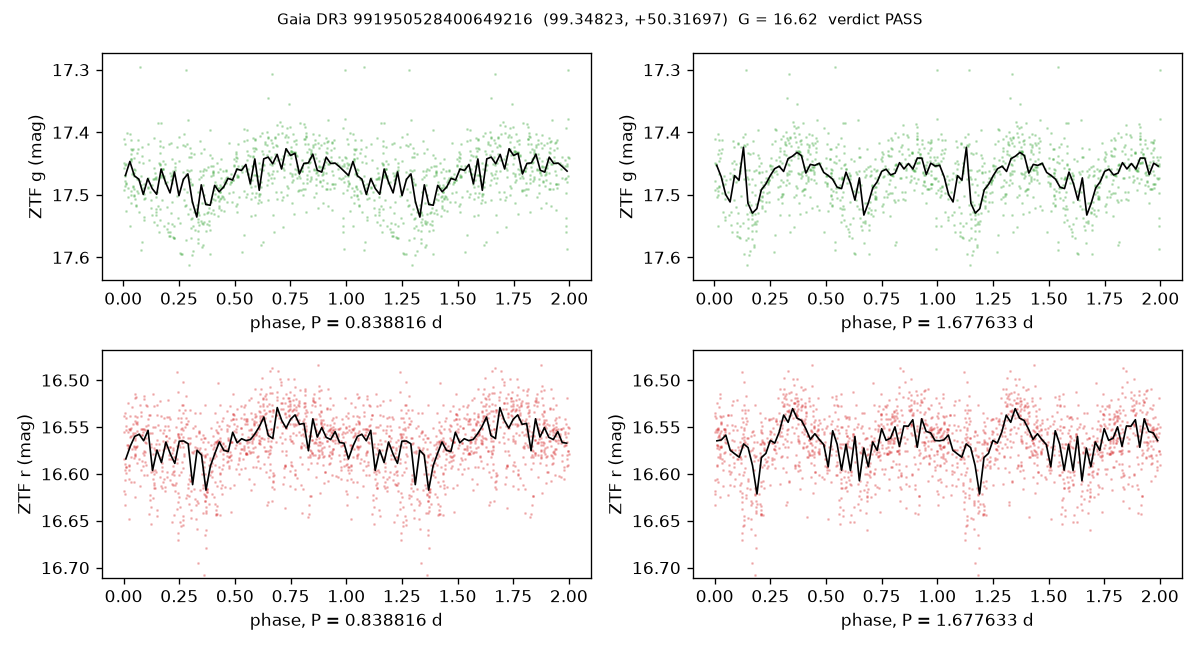 Gaia DR3 991950528400649216 (99.34823, +50.31697) G = 16.62 verdict PASS
ZTF g (mag)
17.3
17.4
17.5
17.6
0.00 0.25 0.50 0.75 1.00 1.25 1.50 1.75 2.00
phase, P = 0.838816 d
ZTF g (mag)
17.3
17.4
17.5
17.6
0.00 0.25 0.50 0.75 1.00 1.25 1.50 1.75 2.00
phase, P = 1.677633 d
ZTF r (mag)
16.50
16.55
16.60
16.65
16.70
0.00 0.25 0.50 0.75 1.00 1.25 1.50 1.75 2.00
phase, P = 0.838816 d
ZTF r (mag)
16.50
16.55
16.60
16.65
16.70
0.00 0.25 0.50 0.75 1.00 1.25 1.50 1.75 2.00
phase, P = 1.677633 d